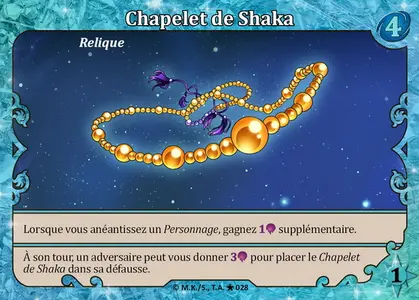 Chapelet de Shaka
4
Relique
Lorsque vous anéantissez un Personnage, gagnez 1 supplémentaire.
À son tour, un adversaire peut vous donner 3 pour placer le Chapelet
de Shaka dans sa défausse.
1
© M.K./S., T.A. ★ 028